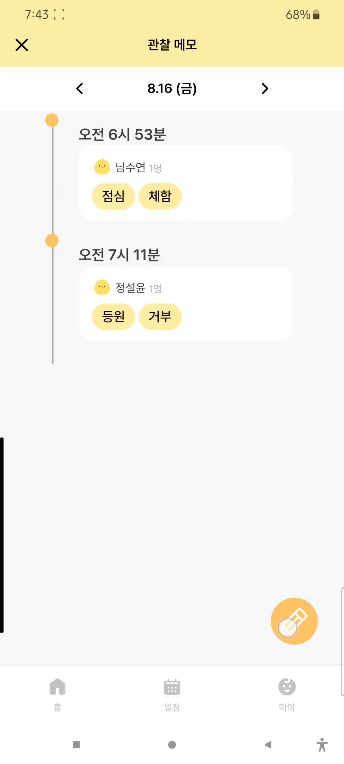 7:43 68%
관찰 메모
8.16 (금)
오전 6시 53분
남수연 1명
점심 체함
오전 7시 11분
정설윤 1명
등원 거부
홈 일정 마이